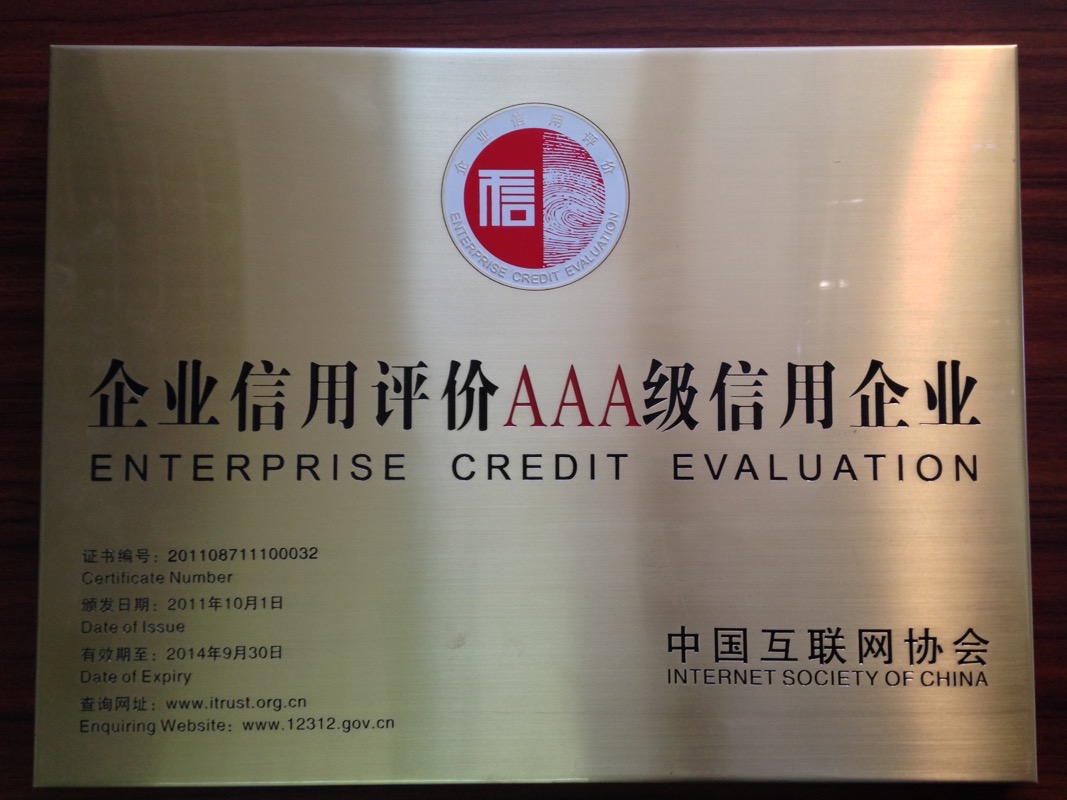 企业信用评价
信
ENTERPRISE CREDIT EVALUATION
企业信用评价AAA级信用企业
ENTERPRISE CREDIT EVALUATION
证书编号：201108711100032
Certificate Number
颁发日期：2011年10月1日
Date of Issue
有效期至：2014年9月30日
Date of Expiry
查询网址：www.itrust.org.cn
Enquiring Website：www.12312.gov.cn
中国互联网协会
INTERNET SOCIETY OF CHINA